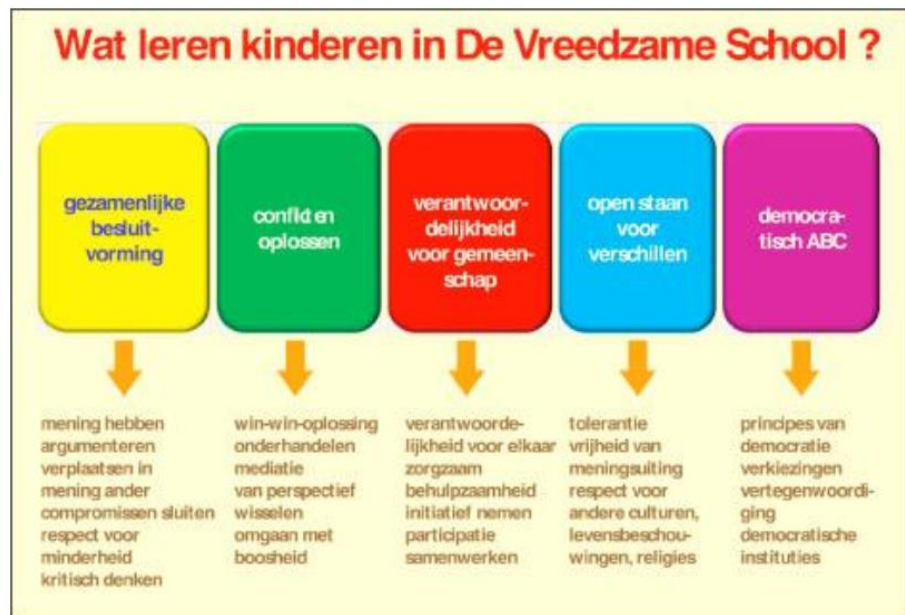 Wat leren kinderen in De Vreedzame School ?
gezamenlijke
besluit-
vorming
conflicten
oplossen
verantwoor-
delijkheid
voor gemeen-
schap
open staan
voor
verschillen
democra-
tisch ABC
mening hebben
argumenteren
verplaatsen in
mening ander
compromissen sluiten
respect voor
minderheid
kritisch denken
win-win-oplossing
onderhandelen
mediatie
van perspectief
wisselen
omgaan met
boosheid
verantwoorde-
lijkheid voor elkaar
zorgzaam
behulpzaamheid
initiatief nemen
participatie
samenwerken
tolerantie
vrijheid van
meningsuiting
respect voor
andere culturen,
levensbeschou-
wingen, religies
principes van
democratie
verkiezingen
vertegenwoordi-
ging
democratische
instituties